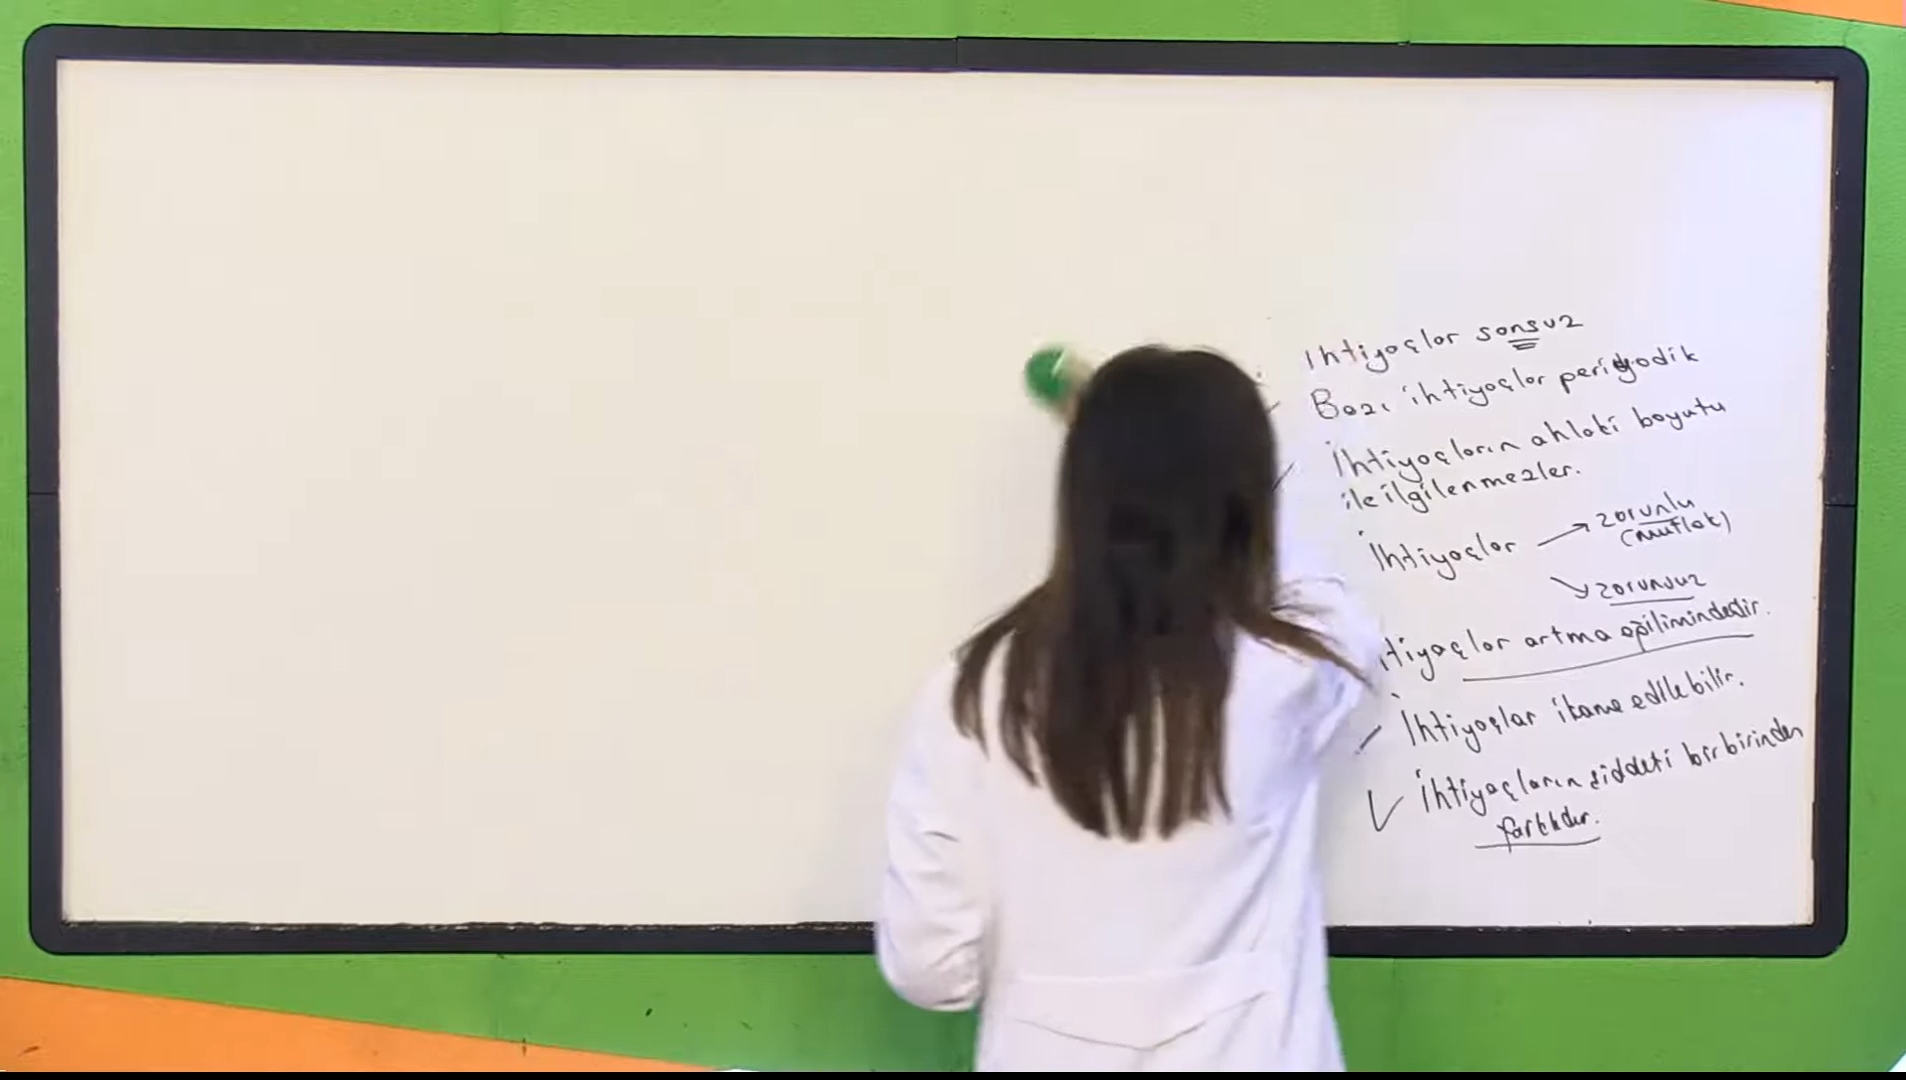 İhtiyaçlar sonsuz
Bazı ihtiyaçlar periyodik
İhtiyaçların ahlaki boyutu
ile ilgilenmezler.
İhtiyaçlar → zorunlu
(mutlak)
↘ zorunsuz
htiyaçlar artma eğilimindedir.
İhtiyaçlar ikame edilebilir.
✓ İhtiyaçların şiddeti birbirinden
farklıdır.